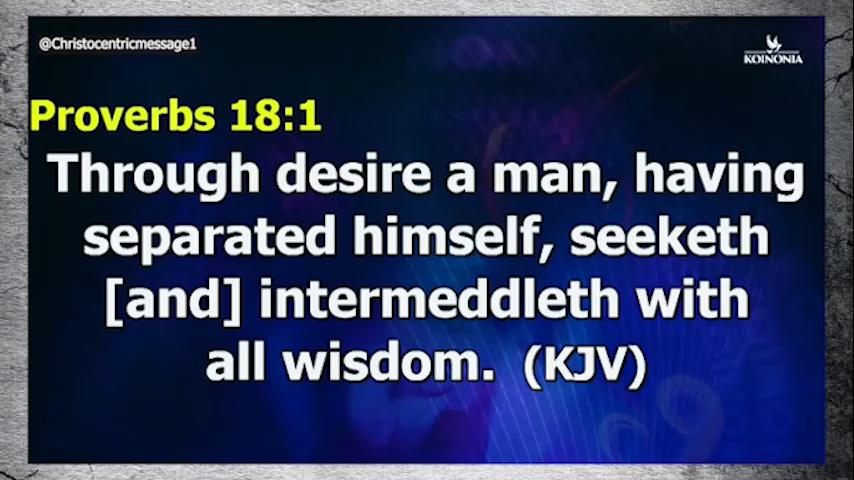 @Christocentricmessage1
KOINONIA
Proverbs 18:1
Through desire a man, having
separated himself, seeketh
[and] intermeddleth with
all wisdom. (KJV)